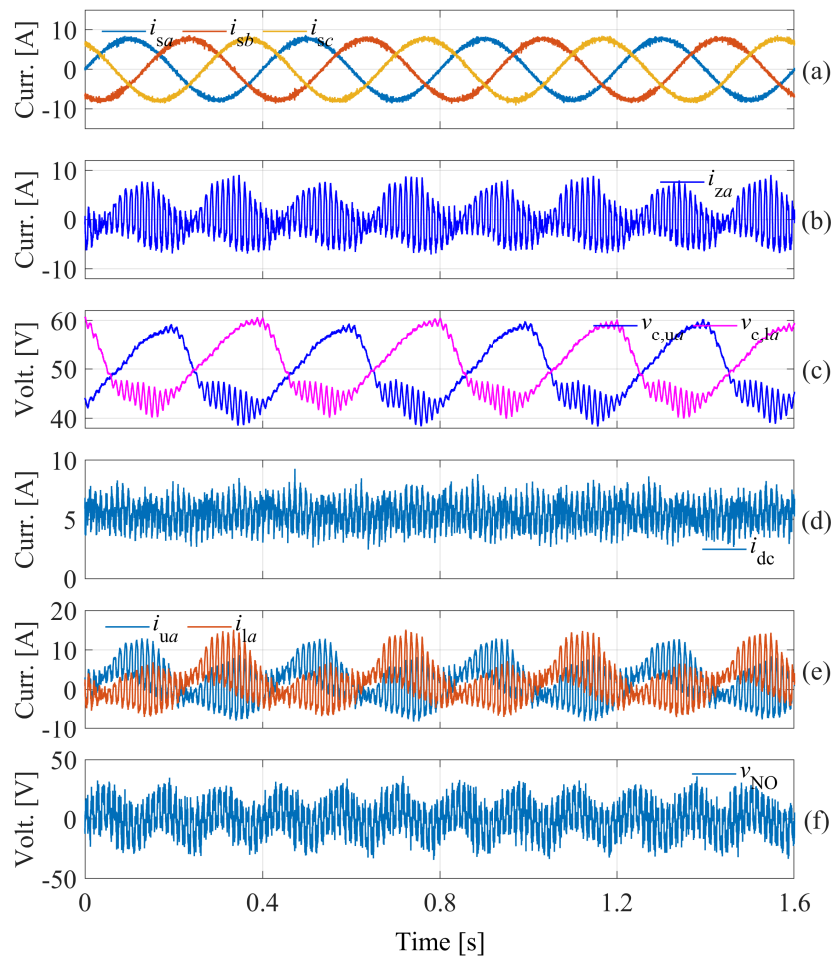 i_sa i_sb i_sc
10
0
-10
Curr. [A]
(a)
10
0
-10
Curr. [A]
i_za
(b)
60
50
40
Volt. [V]
v_c,ua v_c,la
(c)
10
5
0
Curr. [A]
i_dc
(d)
20
10
0
-10
Curr. [A]
i_ua i_la
(e)
50
0
-50
Volt. [V]
v_NO
(f)
0 0.4 0.8 1.2 1.6
Time [s]